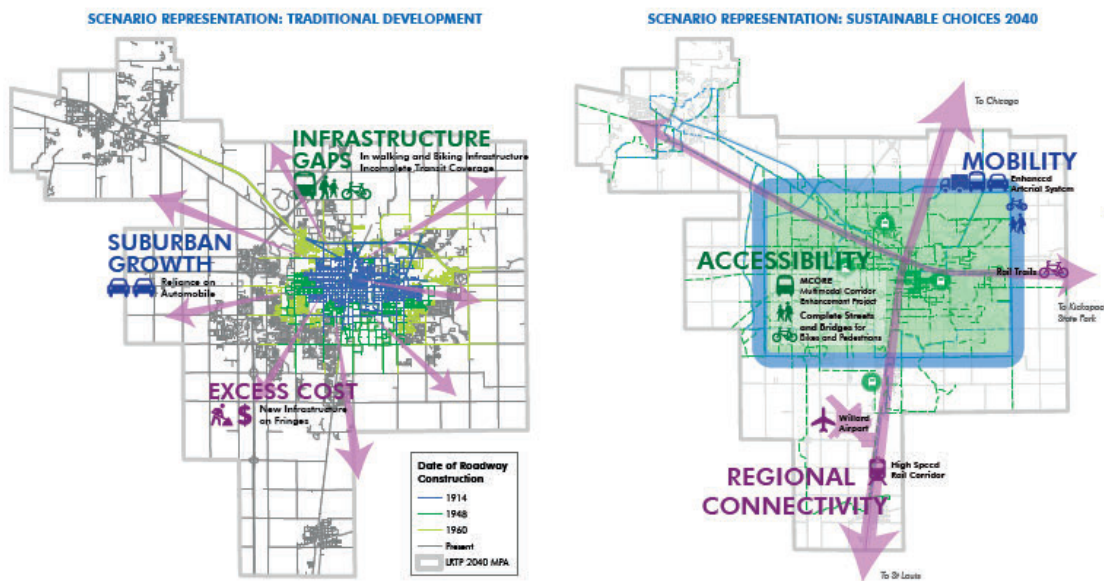 SCENARIO REPRESENTATION: TRADITIONAL DEVELOPMENT
INFRASTRUCTURE
GAPS
In walking and Biking Infrastructure
Incomplete Transit Coverage
SUBURBAN
GROWTH
Reliance on
Automobile
EXCESS COST
$
New Infrastructure
on Fringes
Date of Roadway
Construction
1914
1948
1960
Present
LRTP 2040 MPA
SCENARIO REPRESENTATION: SUSTAINABLE CHOICES 2040
To Chicago
MOBILITY
Enhanced
Arterial System
ACCESSIBILITY
MCORE
Multimodal Corridor
Enhancement Project
Complete Streets
and Bridges for
Bikes and Pedestrians
Rail Trails
To Kickapoo
State Park
Willard
Airport
High Speed
Rail Corridor
REGIONAL
CONNECTIVITY
To St Louis